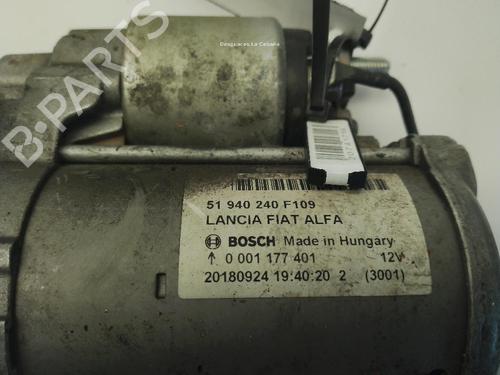 Desguaces La Cabaña
B-PARTS
51 940 240 F109
LANCIA FIAT ALFA
BOSCH Made in Hungary
↑ 0 001 177 401 12V
20180924 19:40:20 2 (3001)